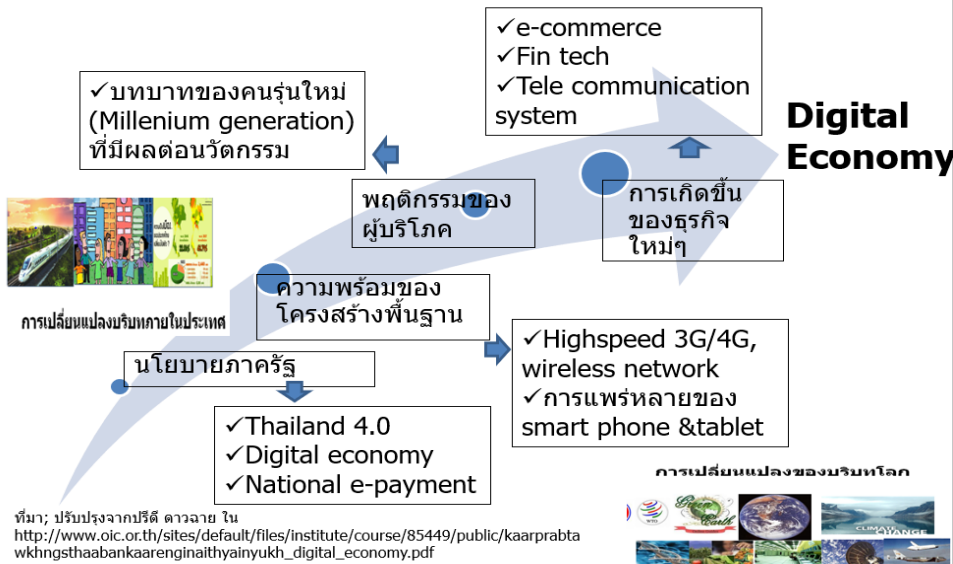 ✓e-commerce
✓Fin tech
✓Tele communication
system
Digital
Economy
✓บทบาทของคนรุ่นใหม่
(Millenium generation)
ที่มีผลต่อนวัตกรรม
พฤติกรรมของ
ผู้บริโภค
การเกิดขึ้น
ของธุรกิจ
ใหม่ๆ
ความพร้อมของ
โครงสร้างพื้นฐาน
การเปลี่ยนแปลงบริบทภายในประเทศ
นโยบายภาครัฐ
✓Highspeed 3G/4G,
wireless network
✓การแพร่หลายของ
smart phone &tablet
✓Thailand 4.0
✓Digital economy
✓National e-payment
การเปลี่ยนแปลงของบริบทโลก
WTO
Green
Earth
CLIMATE
CHANGE
ที่มา; ปรับปรุงจากปรีดี ดาวฉาย ใน
http://www.oic.or.th/sites/default/files/institute/course/85449/public/kaarprabta
wkhngsthaabankaarenginaithyainyukh_digital_economy.pdf